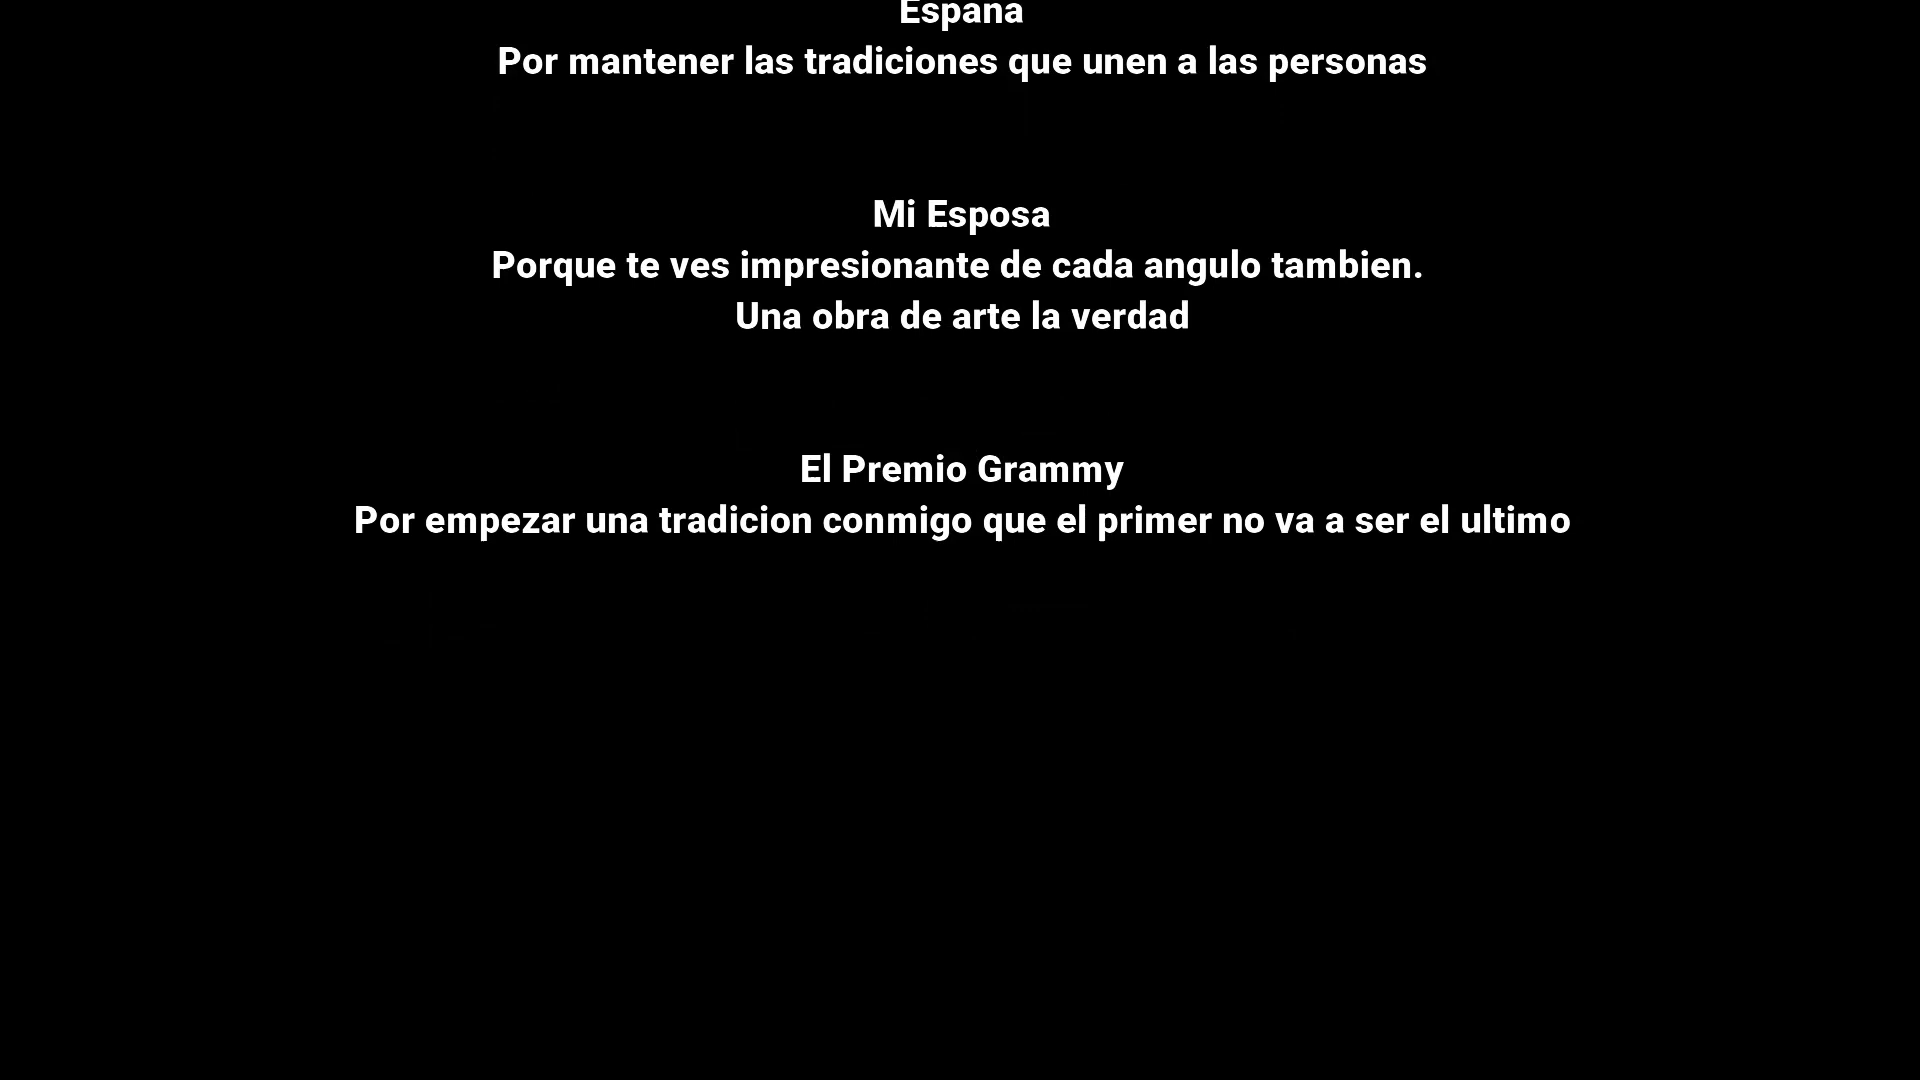 Espana
Por mantener las tradiciones que unen a las personas
Mi Esposa
Porque te ves impresionante de cada angulo tambien.
Una obra de arte la verdad
El Premio Grammy
Por empezar una tradicion conmigo que el primer no va a ser el ultimo